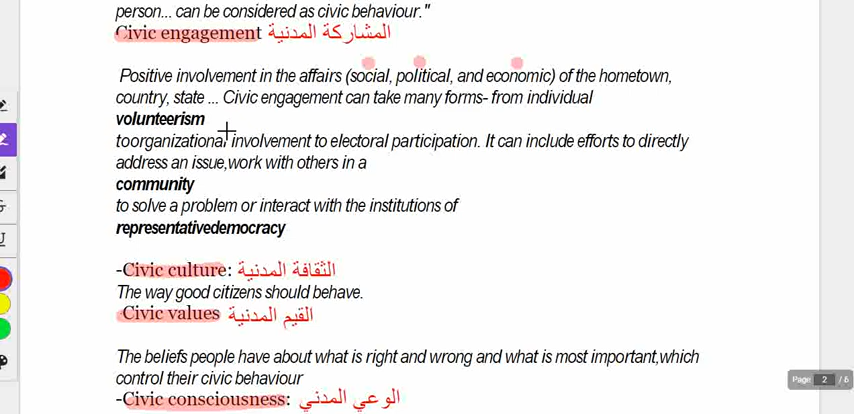 person... can be considered as civic behaviour."
Civic engagement المشاركة المدنية
Positive involvement in the affairs (social, political, and economic) of the hometown,
country, state ... Civic engagement can take many forms- from individual
volunteerism
toorganizational involvement to electoral participation. It can include efforts to directly
address an issue,work with others in a
community
to solve a problem or interact with the institutions of
representativedemocracy
-Civic culture: الثقافة المدنية
The way good citizens should behave.
Civic values القيم المدنية
The beliefs people have about what is right and wrong and what is most important,which
control their civic behaviour
-Civic consciousness: الوعي المدني
Page 2 / 6